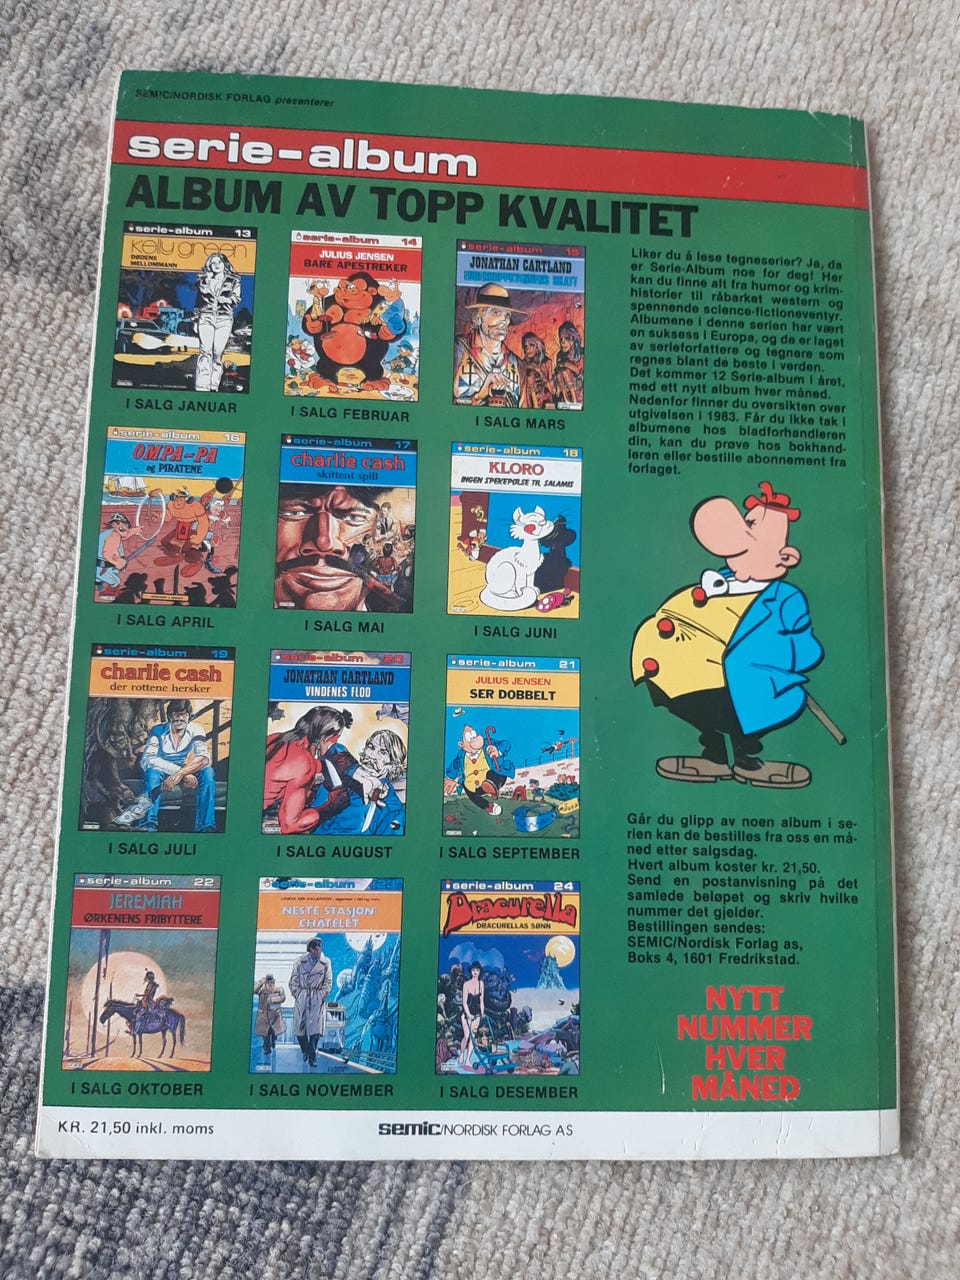 SEMIC/NORDISK FORLAG presenterer
serie-album
ALBUM AV TOPP KVALITET
serie-album 13
kelly green
DØDENS
MELLOMMANN
I SALG JANUAR
serie-album 14
JULIUS JENSEN
BARE APESTREKER
I SALG FEBRUAR
serie-album 15
JONATHAN CARTLAND
I SALG MARS
serie-album 16
OMPA-PA
og PIRATENE
I SALG APRIL
serie-album 17
charlie cash
skittent spill
I SALG MAI
serie-album 18
KLORO
INGEN SPEKEPØLSE TIL SALAMIS
I SALG JUNI
serie-album 19
charlie cash
der rottene hersker
I SALG JULI
serie-album 20
JONATHAN CARTLAND
VINDENES FLOD
I SALG AUGUST
serie-album 21
JULIUS JENSEN
SER DOBBELT
I SALG SEPTEMBER
serie-album 22
JEREMIAH
ØRKENENS FRIBYTTERE
I SALG OKTOBER
serie-album 23
NESTE STASJON:
CHATELET
I SALG NOVEMBER
serie-album 24
Dracurella
DRACURELLAS SØNN
I SALG DESEMBER
Liker du å lese tegneserier? Ja, da
er Serie-Album noe for deg! Her
kan du finne alt fra humor og krim-
historier til råbarket western og
spennende science-fictioneventyr.
Albumene i denne serien har vært
en suksess i Europa, og de er laget
av serieforfattere og tegnere som
regnes blant de beste i verden.
Det kommer 12 Serie-album i året,
med ett nytt album hver måned.
Nedenfor finner du oversikten over
utgivelsen i 1983. Får du ikke tak i
albumene hos bladforhandleren
din, kan du prøve hos bokhand-
leren eller bestille abonnement fra
forlaget.
Går du glipp av noen album i se-
rien kan de bestilles fra oss en må-
ned etter salgsdag.
Hvert album koster kr. 21,50.
Send en postanvisning på det
samlede beløpet og skriv hvilke
nummer det gjelder.
Bestillingen sendes:
SEMIC/Nordisk Forlag as,
Boks 4, 1601 Fredrikstad.
NYTT
NUMMER
HVER
MÅNED
KR. 21,50 inkl. moms
semic/NORDISK FORLAG AS